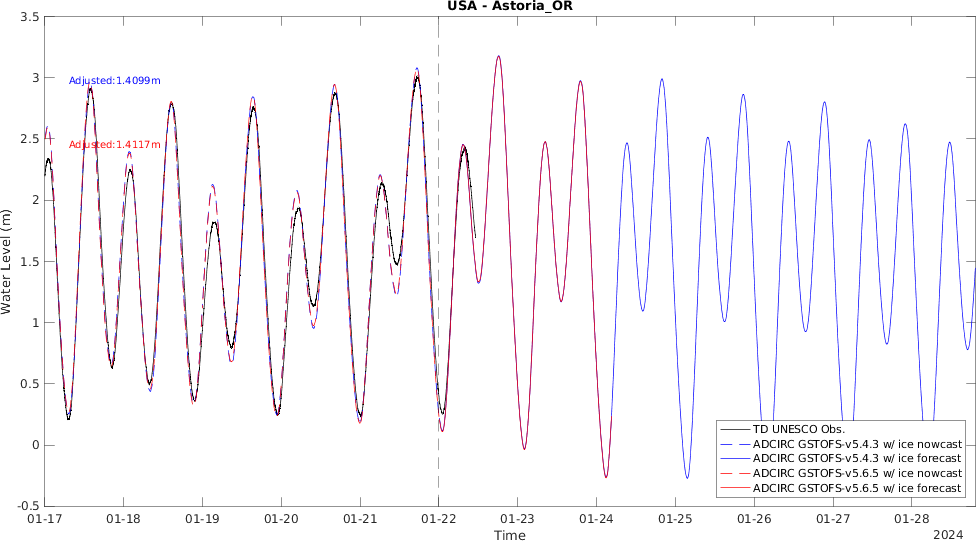 USA - Astoria_OR
3.5
3
2.5
2
1.5
1
0.5
0
-0.5
Water Level (m)
Adjusted:1.4099m
Adjusted:1.4117m
TD UNESCO Obs.
ADCIRC GSTOFS-v5.4.3 w/ ice nowcast
ADCIRC GSTOFS-v5.4.3 w/ ice forecast
ADCIRC GSTOFS-v5.6.5 w/ ice nowcast
ADCIRC GSTOFS-v5.6.5 w/ ice forecast
01-17 01-18 01-19 01-20 01-21 01-22 01-23 01-24 01-25 01-26 01-27 01-28
Time
2024